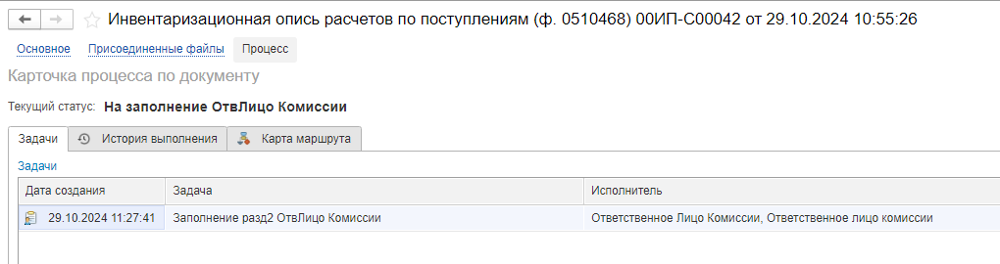 Инвентаризационная опись расчетов по поступлениям (ф. 0510468) 00ИП-С00042 от 29.10.2024 10:55:26
Основное Присоединенные файлы Процесс
Карточка процесса по документу
Текущий статус: На заполнение ОтвЛицо Комиссии
Задачи История выполнения Карта маршрута
Задачи
Дата создания Задача Исполнитель
29.10.2024 11:27:41 Заполнение разд2 ОтвЛицо Комиссии Ответственное Лицо Комиссии, Ответственное лицо комиссии